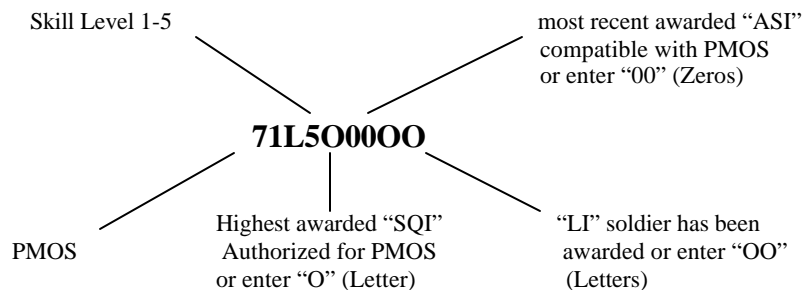 Skill Level 1-5
most recent awarded “ASI”
compatible with PMOS
or enter “00” (Zeros)
71L5O00OO
PMOS
Highest awarded “SQI”
Authorized for PMOS
or enter “O” (Letter)
“LI” soldier has been
awarded or enter “OO”
(Letters)